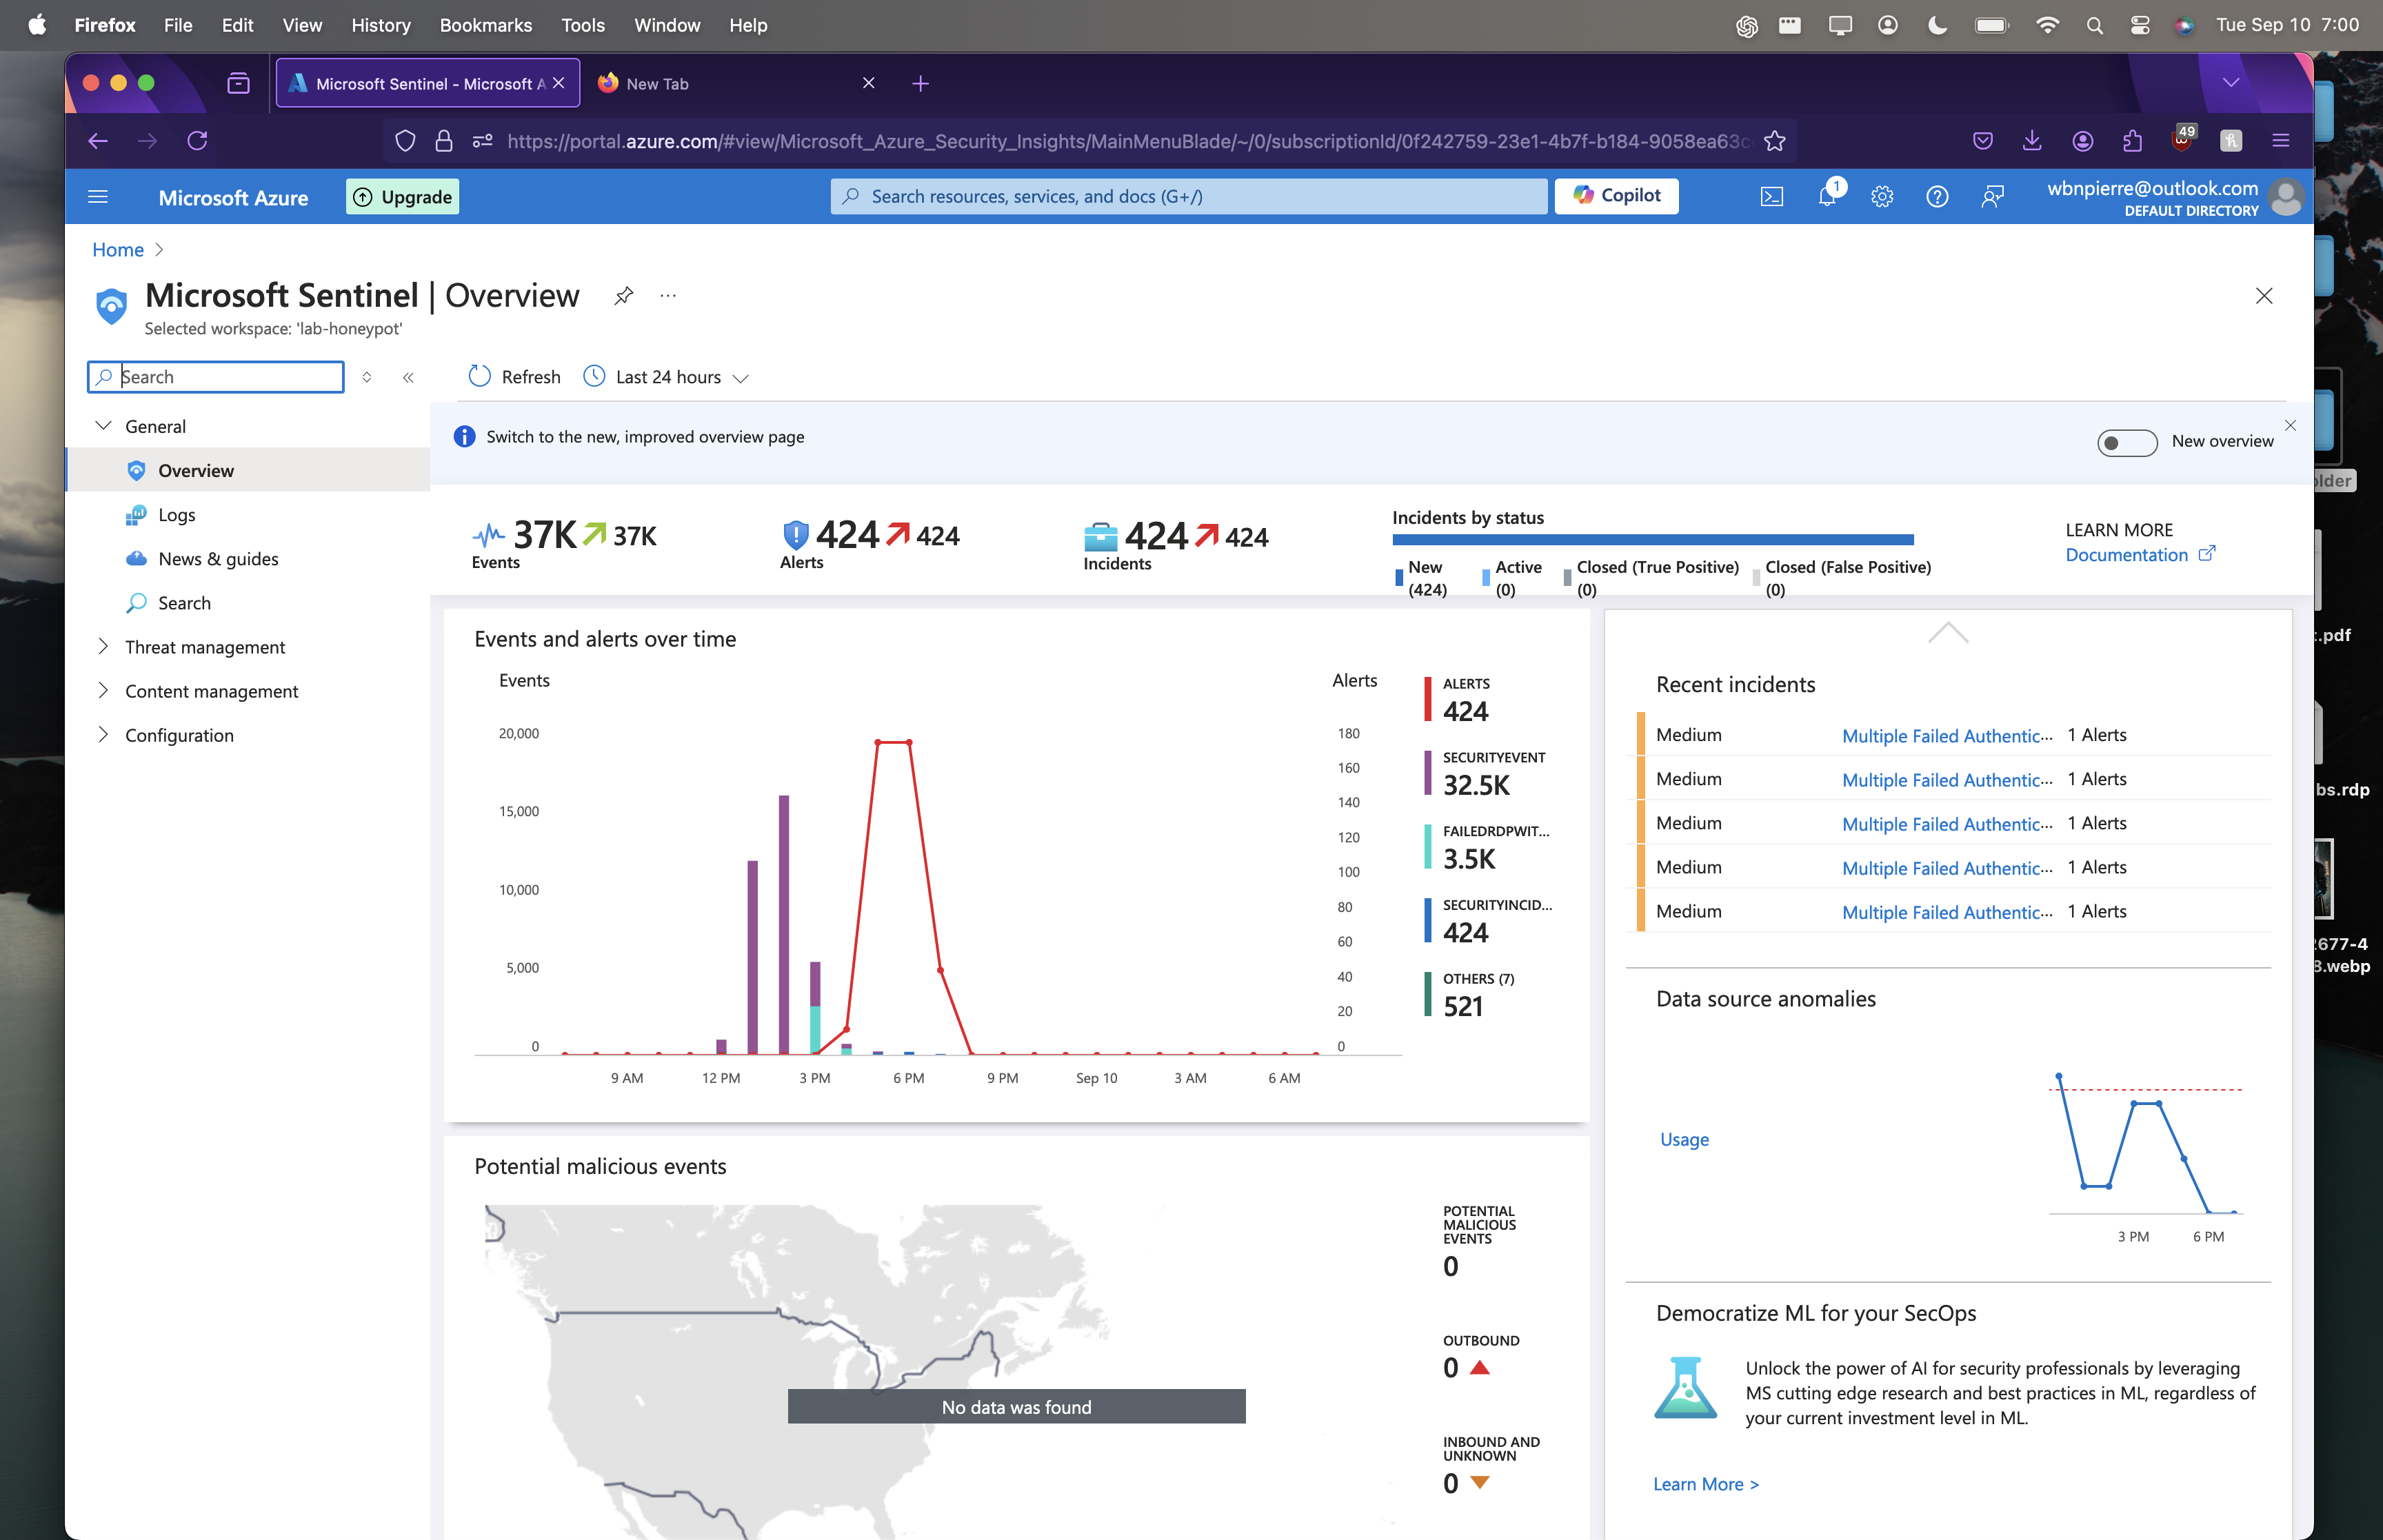 Firefox File Edit View History Bookmarks Tools Window Help Tue Sep 10 7:00
Microsoft Sentinel - Microsoft A New Tab
https://portal.azure.com/#view/Microsoft_Azure_Security_Insights/MainMenuBlade/~/0/subscriptionId/0f242759-23e1-4b7f-b184-9058ea63c 49
Microsoft Azure Upgrade Search resources, services, and docs (G+/) Copilot 1 wbnpierre@outlook.com
DEFAULT DIRECTORY
Home
Microsoft Sentinel | Overview ...
Selected workspace: 'lab-honeypot'
Search
Refresh Last 24 hours
General
Overview
Logs
News & guides
Search
Threat management
Content management
Configuration
Switch to the new, improved overview page New overview
37K 37K
Events
424 424
Alerts
424 424
Incidents
Incidents by status
New (424)
Active (0)
Closed (True Positive) (0)
Closed (False Positive) (0)
LEARN MORE
Documentation
Events and alerts over time
Events Alerts
20,000
15,000
10,000
5,000
0
180
160
140
120
100
80
60
40
20
0
9 AM 12 PM 3 PM 6 PM 9 PM Sep 10 3 AM 6 AM
ALERTS
424
SECURITYEVENT
32.5K
FAILEDRDPWIT...
3.5K
SECURITYINCID...
424
OTHERS (7)
521
Potential malicious events
No data was found
POTENTIAL
MALICIOUS
EVENTS
0
OUTBOUND
0
INBOUND AND
UNKNOWN
0
Recent incidents
Medium Multiple Failed Authentic... 1 Alerts
Medium Multiple Failed Authentic... 1 Alerts
Medium Multiple Failed Authentic... 1 Alerts
Medium Multiple Failed Authentic... 1 Alerts
Medium Multiple Failed Authentic... 1 Alerts
Data source anomalies
Usage
3 PM 6 PM
Democratize ML for your SecOps
Unlock the power of AI for security professionals by leveraging
MS cutting edge research and best practices in ML, regardless of
your current investment level in ML.
Learn More >
older
t.pdf
bs.rdp
2677-4
3.webp